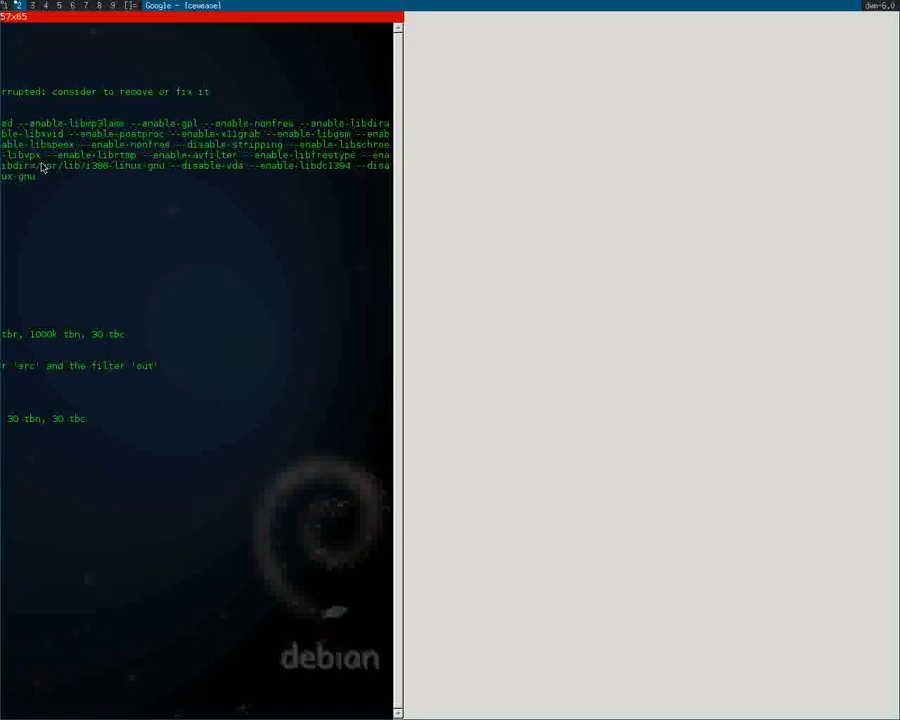 1 2 3 4 5 6 7 8 9 []= Google - Iceweasel dwm-6.0
57x65
rrupted: consider to remove or fix it
ed --enable-libmp3lame --enable-gpl --enable-nonfree --enable-libdira
ble-libxvid --enable-postproc --enable-x11grab --enable-libgsm --enab
able-libspeex --enable-nonfree --disable-stripping --enable-libschroe
-libvpx --enable-librtmp --enable-avfilter --enable-libfreetype --ena
ibdir=/usr/lib/i386-linux-gnu --disable-vda --enable-libdc1394 --disa
ux-gnu
tbr, 1000k tbn, 30 tbc
r 'src' and the filter 'out'
30 tbn, 30 tbc
debian